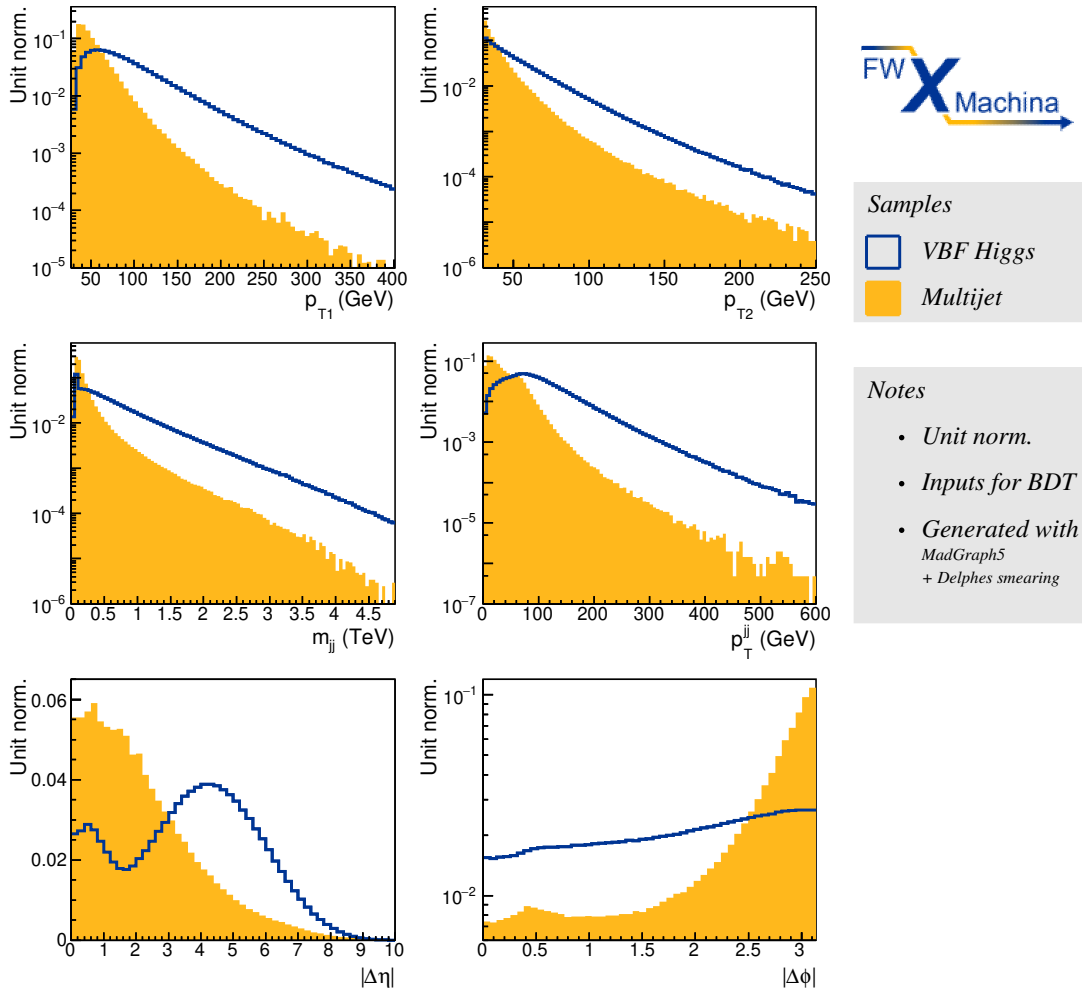 Unit norm.
10⁻¹
10⁻²
10⁻³
10⁻⁴
10⁻⁵
50 100 150 200 250 300 350 400
p_T1 (GeV)
Unit norm.
10⁻²
10⁻⁴
10⁻⁶
50 100 150 200 250
p_T2 (GeV)
FW
X
Machina
Samples
VBF Higgs
Multijet
Unit norm.
10⁻²
10⁻⁴
10⁻⁶
0 0.5 1 1.5 2 2.5 3 3.5 4 4.5
m_jj (TeV)
Unit norm.
10⁻¹
10⁻³
10⁻⁵
10⁻⁷
0 100 200 300 400 500 600
p_T^jj (GeV)
Notes
• Unit norm.
• Inputs for BDT
• Generated with
MadGraph5
+ Delphes smearing
Unit norm.
0.06
0.04
0.02
0
0 1 2 3 4 5 6 7 8 9 10
|Δη|
Unit norm.
10⁻¹
10⁻²
0 0.5 1 1.5 2 2.5 3
|Δϕ|